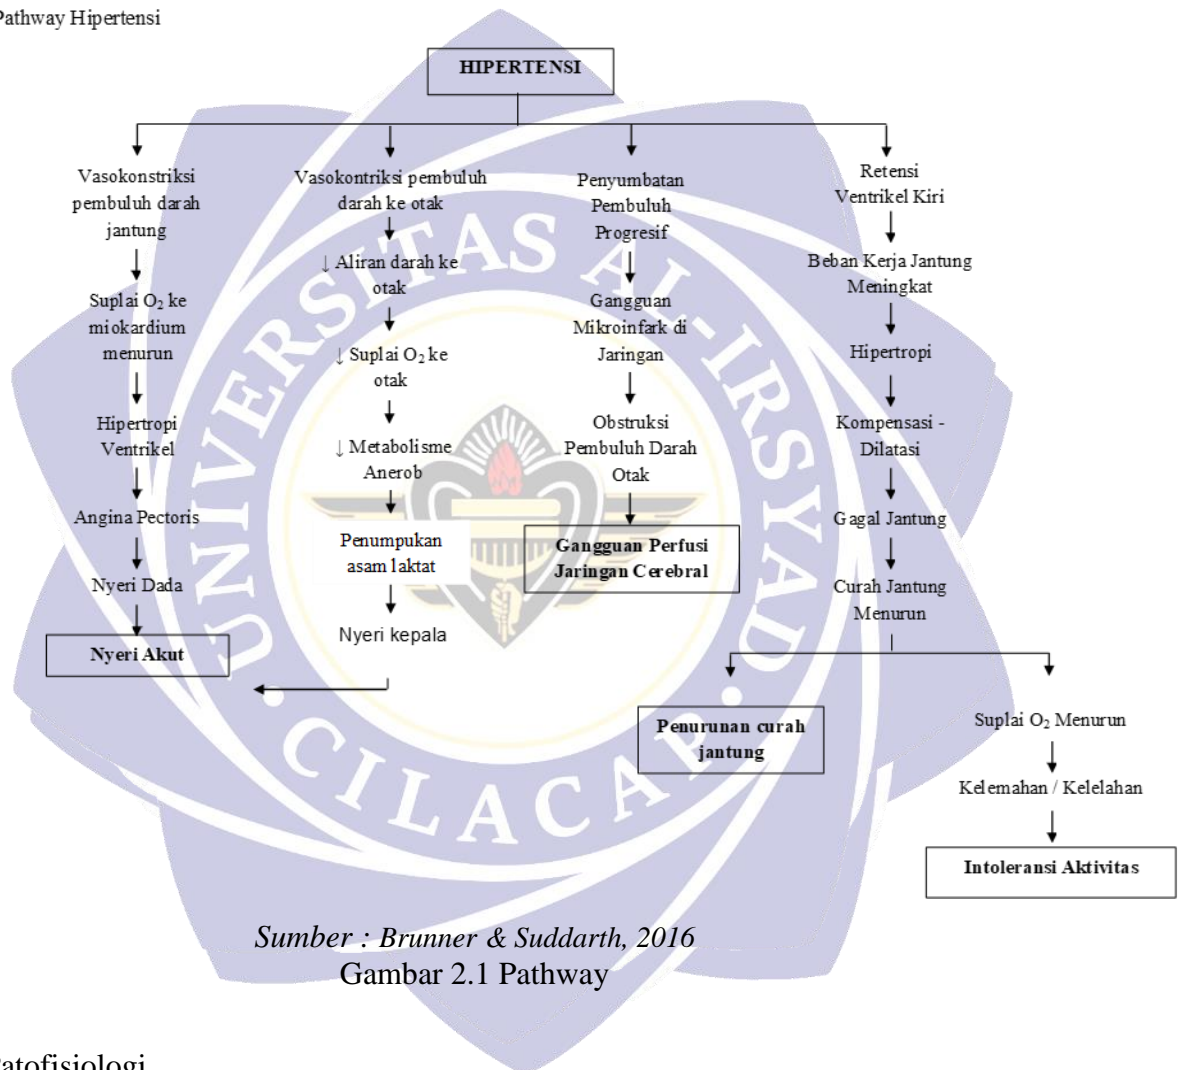 Pathway Hipertensi
HIPERTENSI
Vasokonstriksi
pembuluh darah
jantung
Suplai O₂ ke
miokardium
menurun
Hipertropi
Ventrikel
Angina Pectoris
Nyeri Dada
Nyeri Akut
Vasokontriksi pembuluh
darah ke otak
↓ Aliran darah ke
otak
↓ Suplai O₂ ke
otak
↓ Metabolisme
Anerob
Penumpukan
asam laktat
Nyeri kepala
Penyumbatan
Pembuluh
Progresif
Gangguan
Mikroinfark di
Jaringan
Obstruksi
Pembuluh Darah
Otak
Gangguan Perfusi
Jaringan Cerebral
Retensi
Ventrikel Kiri
Beban Kerja Jantung
Meningkat
Hipertropi
Kompensasi -
Dilatasi
Gagal Jantung
Curah Jantung
Menurun
Penurunan curah
jantung
Suplai O₂ Menurun
Kelemahan / Kelelahan
Intoleransi Aktivitas
UNIVERSITAS AL-IRSYAD
CILACAP
Sumber : Brunner & Suddarth, 2016
Gambar 2.1 Pathway
Patofisiologi